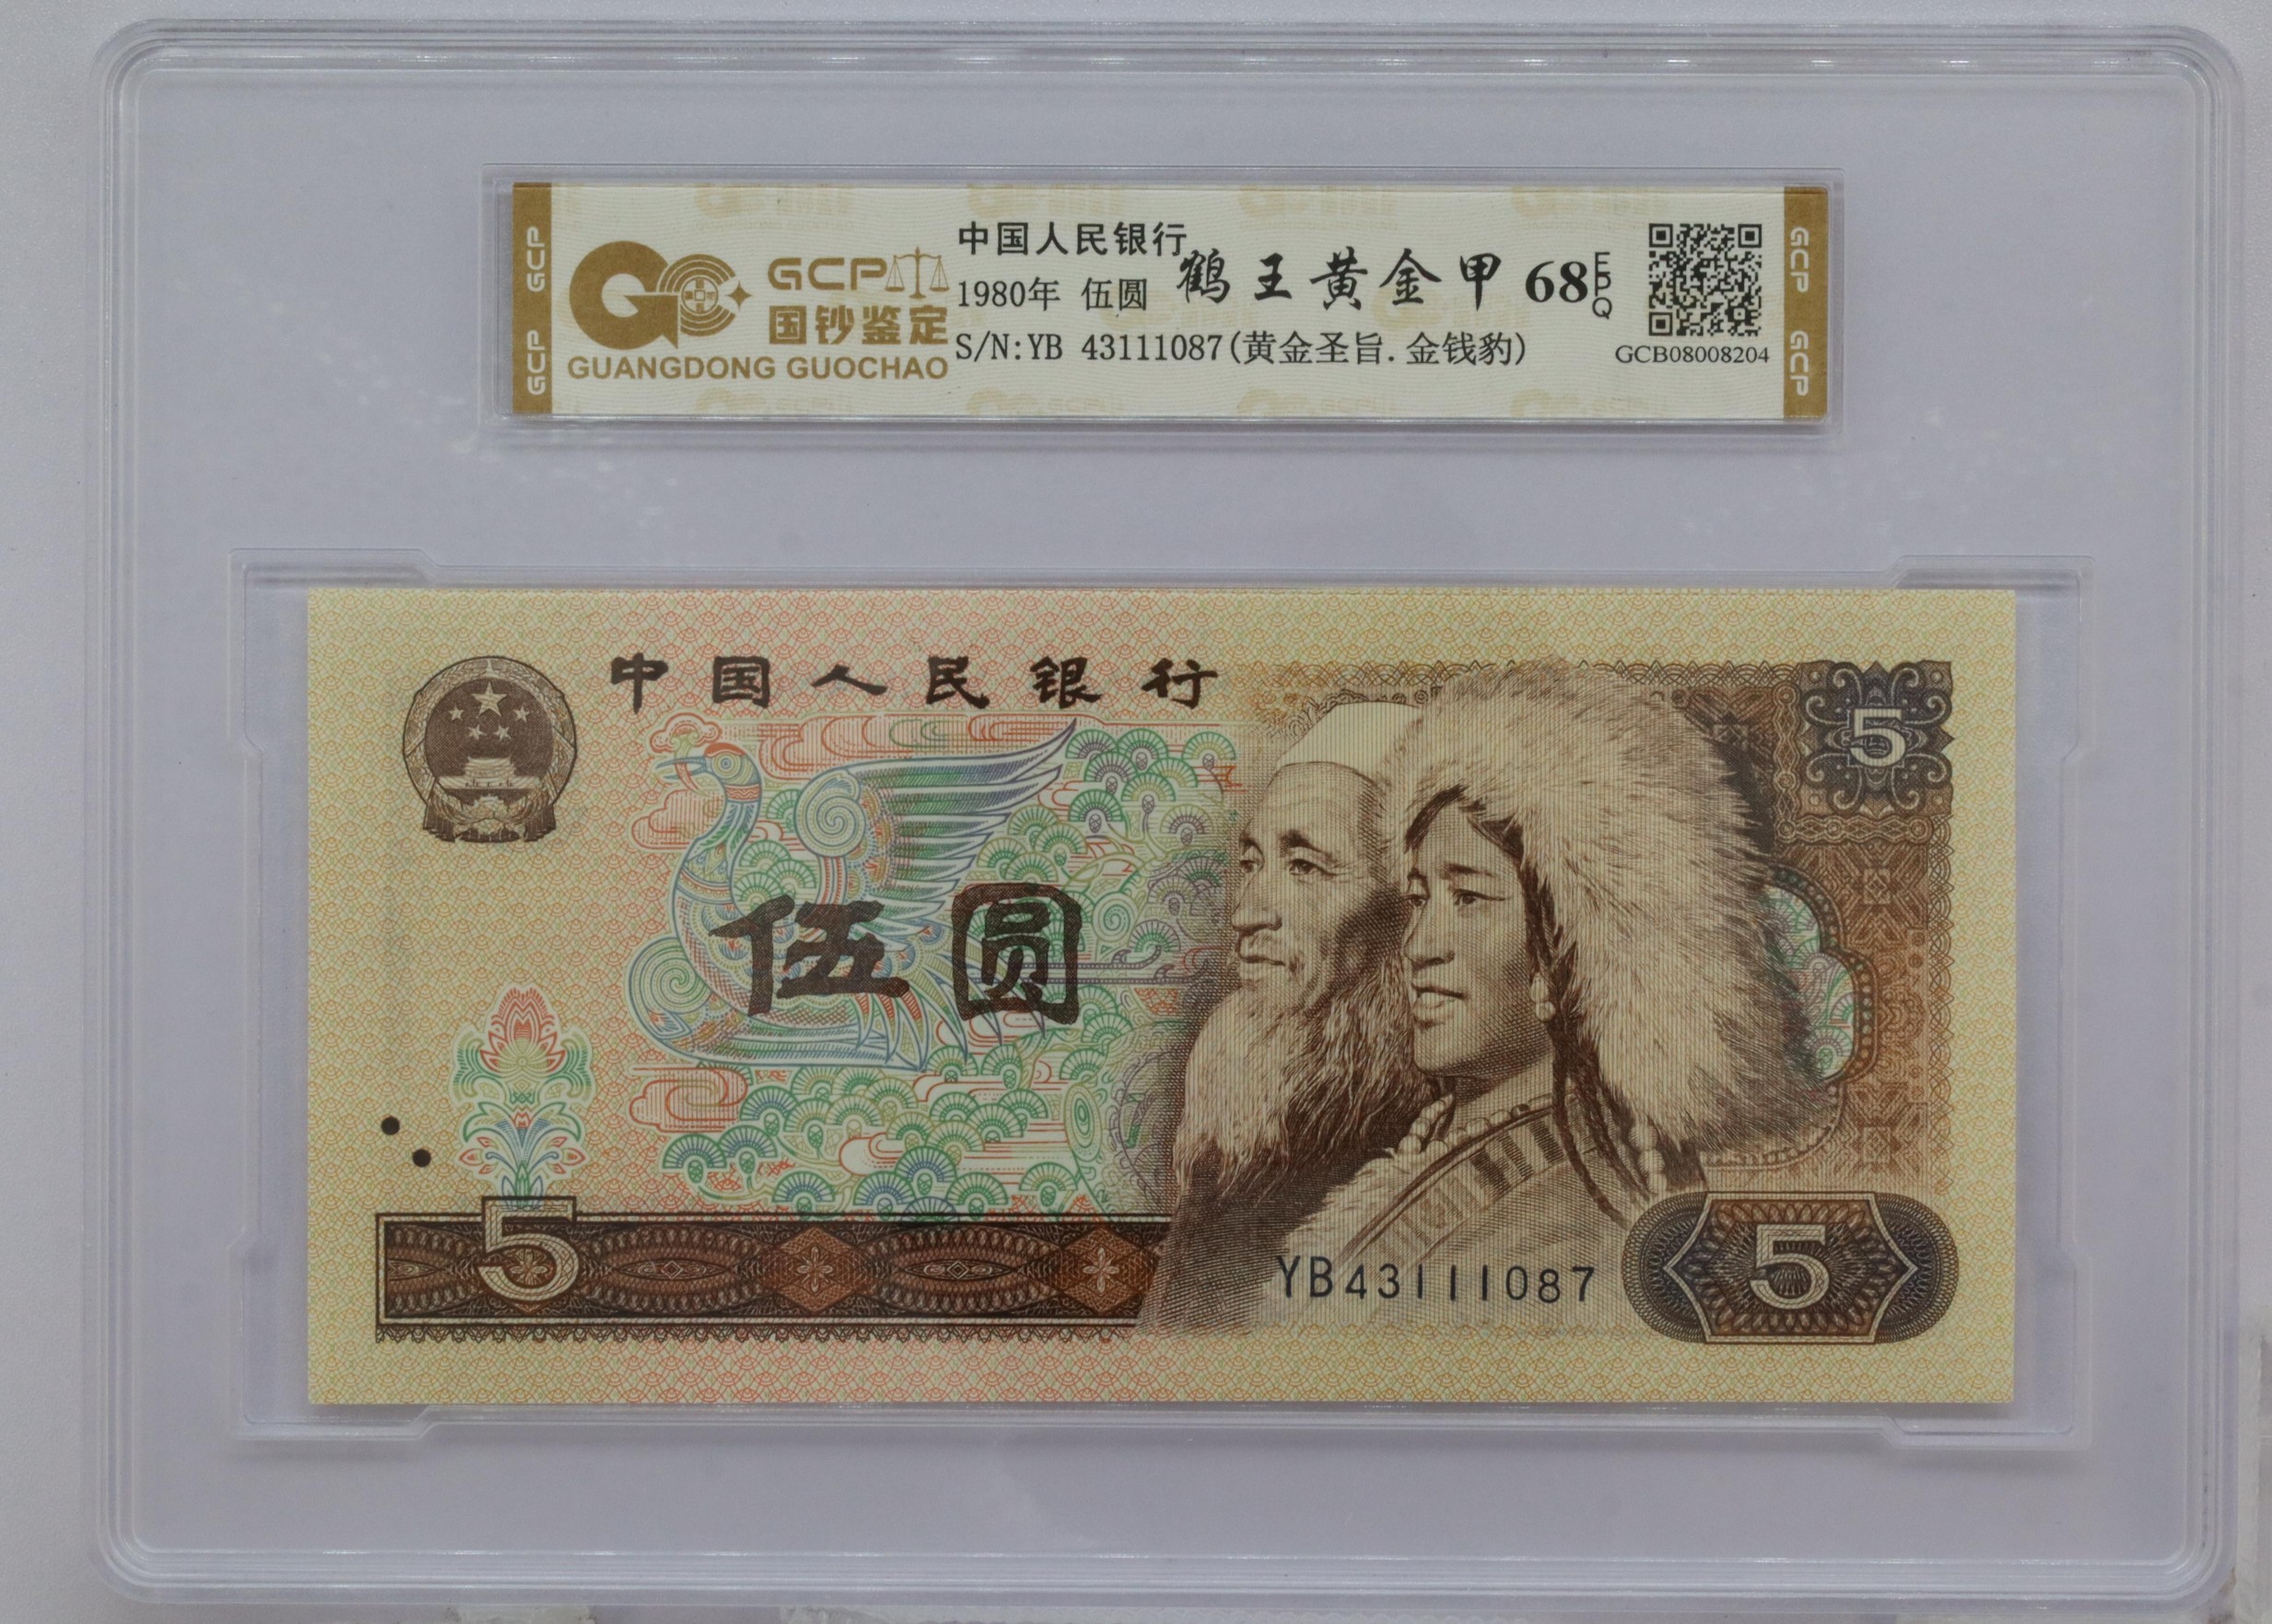 GCP GCP
GCP
国钞鉴定
GUANGDONG GUOCHAO
中国人民银行
1980年 伍圆
鹤王黄金甲 68 EPQ
S/N:YB 43111087(黄金圣旨.金钱豹)
GCB08008204
GCP GCP
中国人民银行
5
伍圆
5
YB43111087
5